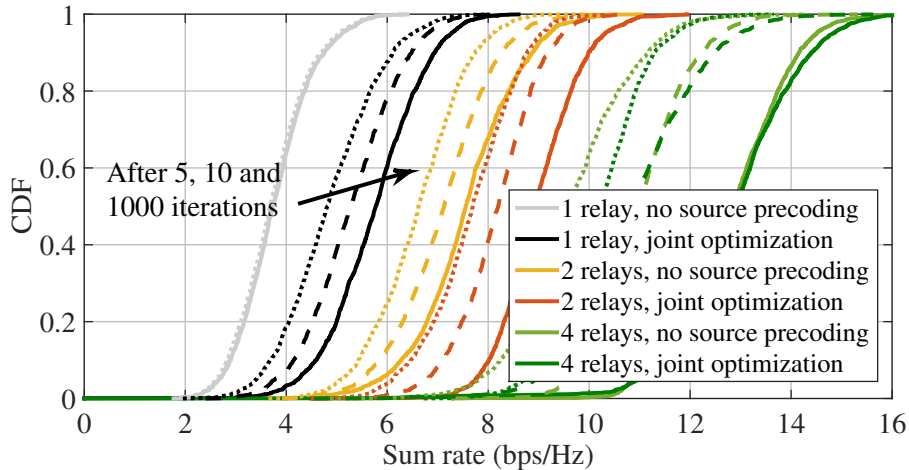 1
0.8
0.6
0.4
0.2
0
CDF
After 5, 10 and
1000 iterations
1 relay, no source precoding
1 relay, joint optimization
2 relays, no source precoding
2 relays, joint optimization
4 relays, no source precoding
4 relays, joint optimization
0 2 4 6 8 10 12 14 16
Sum rate (bps/Hz)